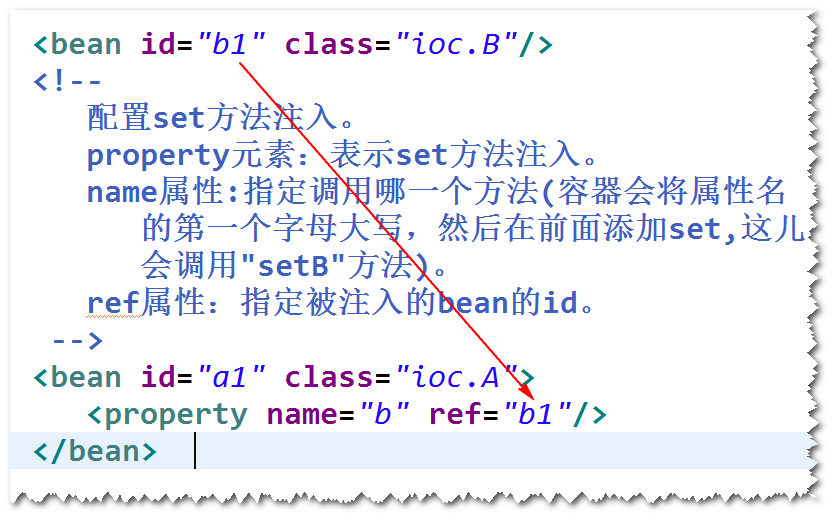 <bean id="b1" class="ioc.B"/>
<!--
配置set方法注入。
property元素：表示set方法注入。
name属性:指定调用哪一个方法(容器会将属性名
的第一个字母大写，然后在前面添加set,这儿
会调用"setB"方法)。
ref属性：指定被注入的bean的id。
-->
<bean id="a1" class="ioc.A">
<property name="b" ref="b1"/>
</bean>